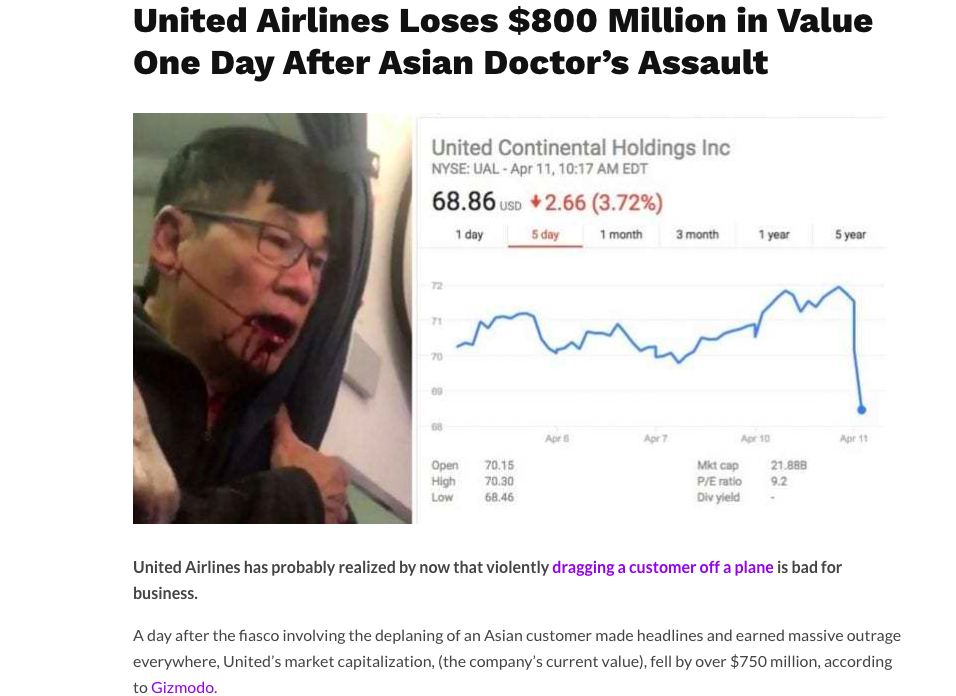 United Airlines Loses $800 Million in Value
One Day After Asian Doctor's Assault
United Continental Holdings Inc
NYSE: UAL - Apr 11, 10:17 AM EDT
68.86 USD 2.66 (3.72%)
1 day 5 day 1 month 3 month 1 year 5 year
72
71
70
69
68
Apr 6 Apr 7 Apr 10 Apr 11
Open 70.15 Mkt cap 21.88B
High 70.30 P/E ratio 9.2
Low 68.46 Div yield -
United Airlines has probably realized by now that violently dragging a customer off a plane is bad for
business.
A day after the fiasco involving the deplaning of an Asian customer made headlines and earned massive outrage
everywhere, United's market capitalization, (the company's current value), fell by over $750 million, according
to Gizmodo.